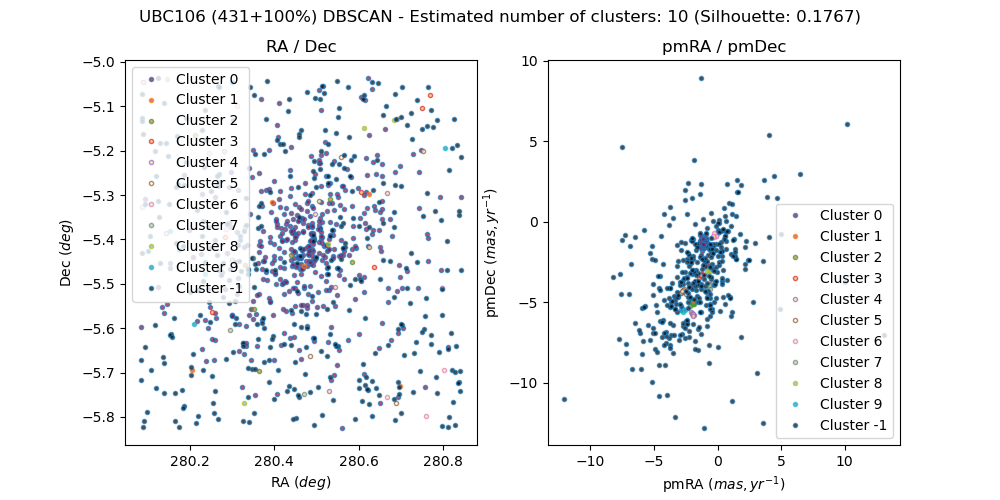 UBC106 (431+100%) DBSCAN - Estimated number of clusters: 10 (Silhouette: 0.1767)
RA / Dec
−5.0
−5.1
−5.2
−5.3
−5.4
−5.5
−5.6
−5.7
−5.8
Dec (deg)
Cluster 0
Cluster 1
Cluster 2
Cluster 3
Cluster 4
Cluster 5
Cluster 6
Cluster 7
Cluster 8
Cluster 9
Cluster -1
280.2
280.4
280.6
280.8
RA (deg)
pmRA / pmDec
10
5
0
−5
−10
pmDec (mas, yr⁻¹)
Cluster 0
Cluster 1
Cluster 2
Cluster 3
Cluster 4
Cluster 5
Cluster 6
Cluster 7
Cluster 8
Cluster 9
Cluster -1
−10
−5
0
5
10
pmRA (mas, yr⁻¹)